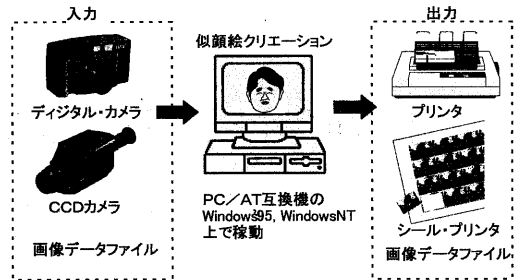 入力
ディジタル・カメラ
CCDカメラ
画像データファイル
似顔絵クリエーション
PC/AT互換機の
Windows95, WindowsNT
上で稼動
出力
プリンタ
シール・プリンタ
画像データファイル